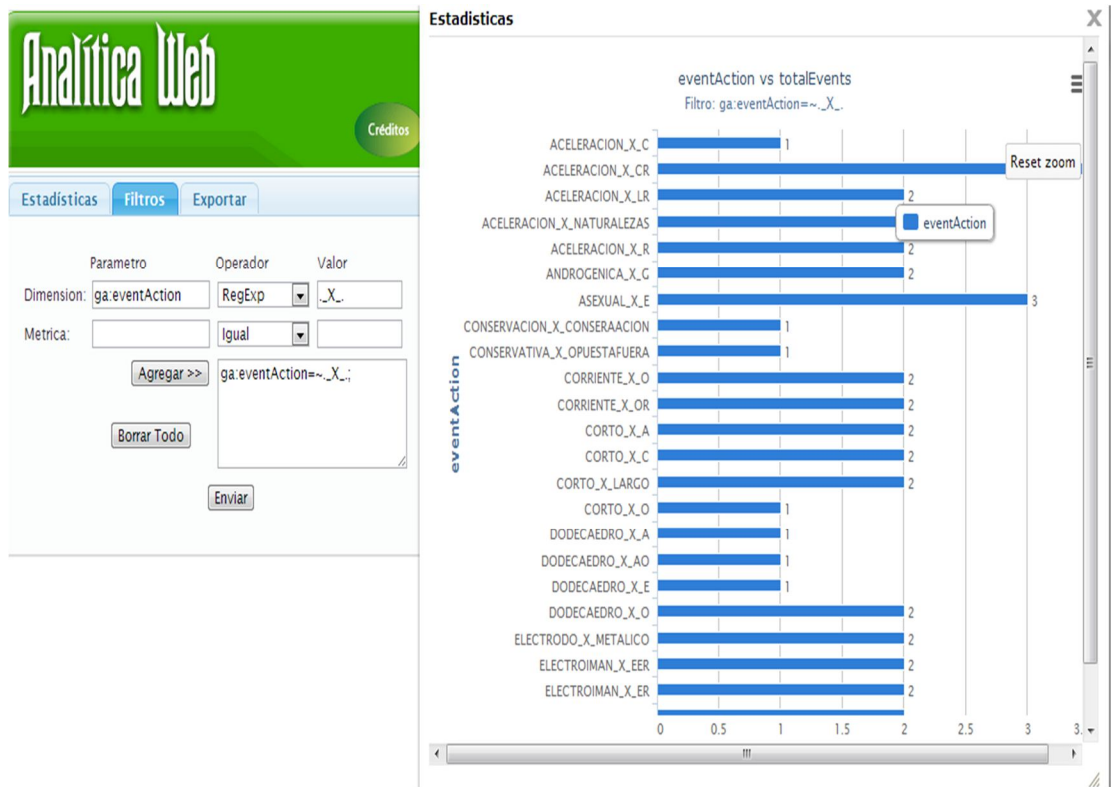 Analítica Web
Créditos
Estadísticas Filtros Exportar
Parametro Operador Valor
Dimension: ga:eventAction RegExp ._X_.
Metrica: Igual
Agregar >> ga:eventAction=~._X_.;
Borrar Todo
Enviar
Estadisticas X
eventAction vs totalEvents
Filtro: ga:eventAction=~._X_.
Reset zoom
eventAction
eventAction
ACELERACION_X_C 1
ACELERACION_X_CR
ACELERACION_X_LR 2
ACELERACION_X_NATURALEZAS
ACELERACION_X_R 2
ANDROGENICA_X_G 2
ASEXUAL_X_E 3
CONSERVACION_X_CONSERAACION 1
CONSERVATIVA_X_OPUESTAFUERA 1
CORRIENTE_X_O 2
CORRIENTE_X_OR 2
CORTO_X_A 2
CORTO_X_C 2
CORTO_X_LARGO 2
CORTO_X_O 1
DODECAEDRO_X_A 1
DODECAEDRO_X_AO 1
DODECAEDRO_X_E 1
DODECAEDRO_X_O 2
ELECTRODO_X_METALICO 2
ELECTROIMAN_X_EER 2
ELECTROIMAN_X_ER 2
0 0.5 1 1.5 2 2.5 3 3.